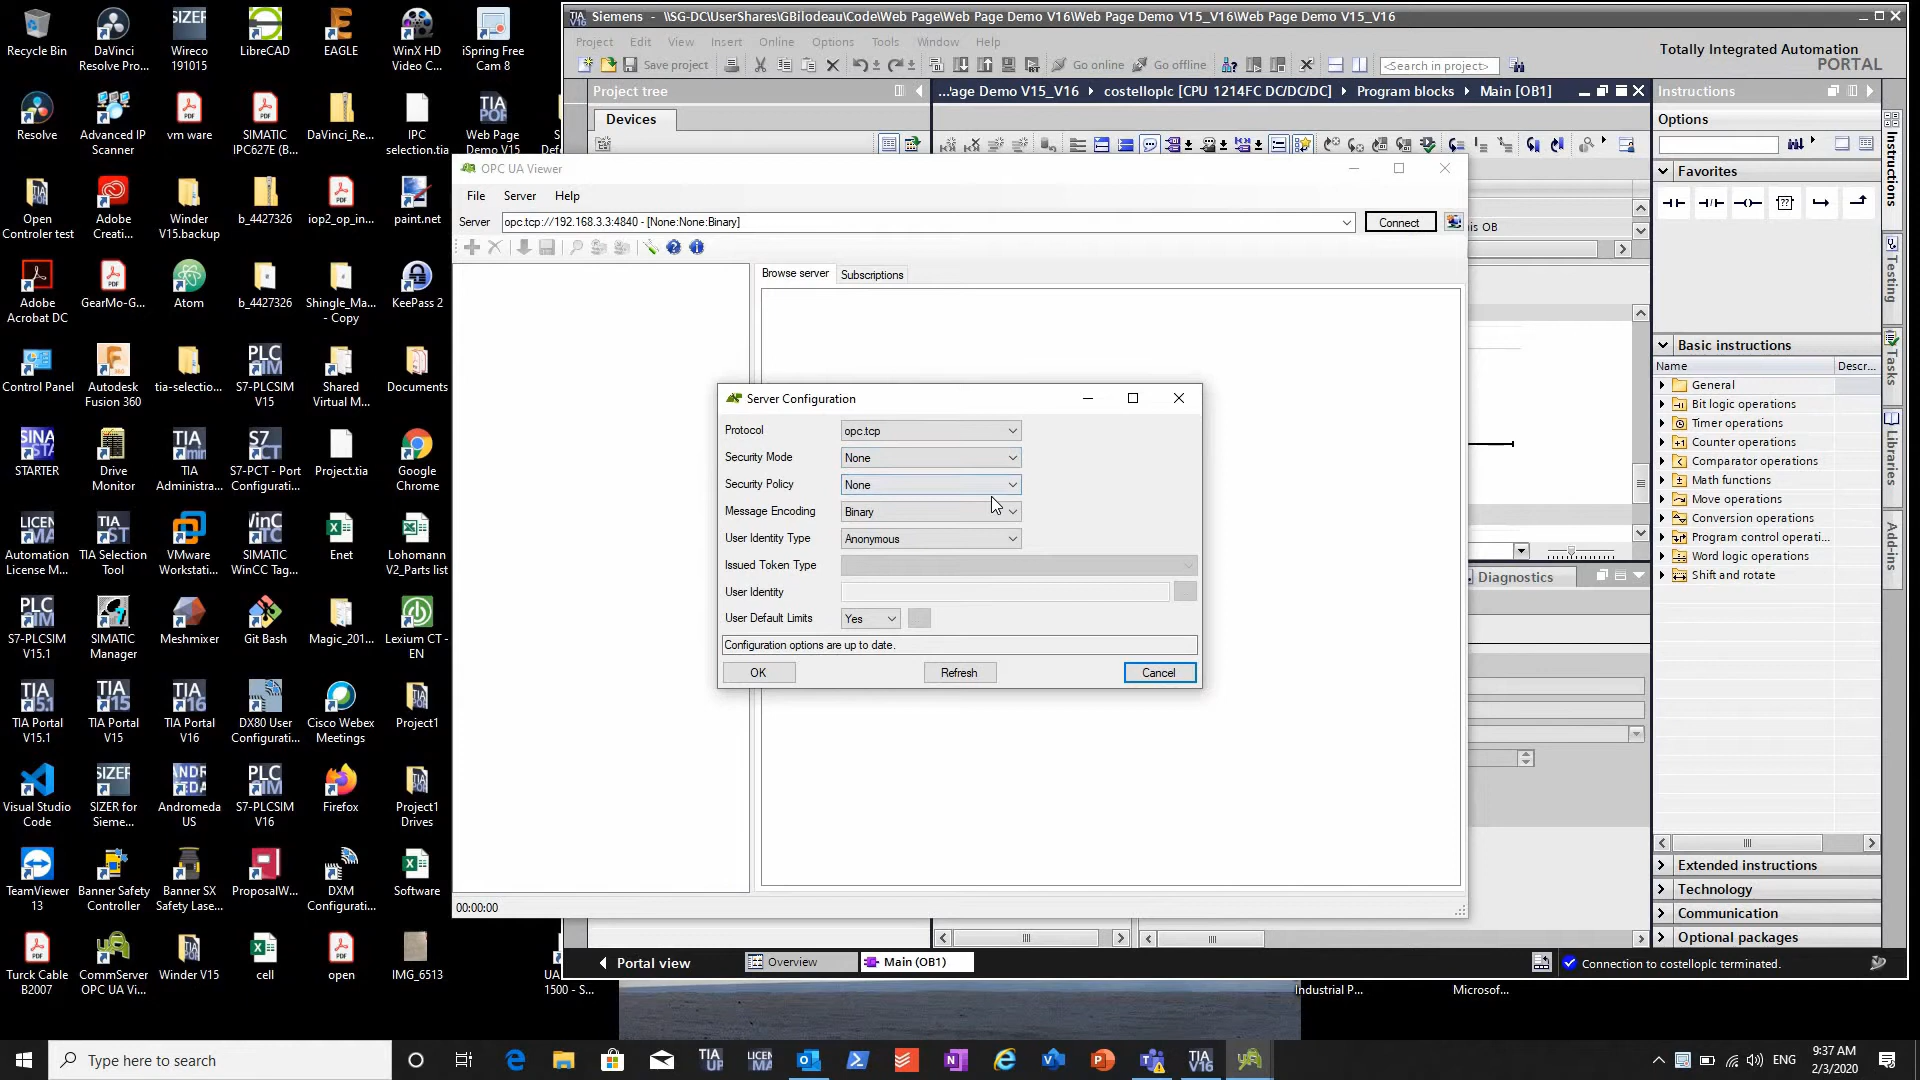 Recycle Bin
DaVinci Resolve Pro...
Wireco 191015
LibreCAD
EAGLE
WinX HD Video C...
iSpring Free Cam 8
Resolve
Advanced IP Scanner
vm ware
SIMATIC IPC627E (B...
DaVinci_Re...
IPC selection.tia
Web Page Demo V15
Open Controler test
Adobe Creati...
Winder V15.backup
b_4427326
iop2_op_in...
paint.net
Adobe Acrobat DC
GearMo-G...
Atom
b_4427326
Shingle_Ma... - Copy
KeePass 2
Control Panel
Autodesk Fusion 360
tia-selectio...
S7-PLCSIM V15
Shared Virtual M...
Documents
STARTER
Drive Monitor
TIA Administra...
S7-PCT - Port Configurati...
Project.tia
Google Chrome
Automation License M...
TIA Selection Tool
VMware Workstati...
SIMATIC WinCC Tag...
Enet
Lohomann V2_Parts list
S7-PLCSIM V15.1
SIMATIC Manager
Meshmixer
Git Bash
Magic_201...
Lexium CT - EN
TIA Portal V15.1
TIA Portal V15
TIA Portal V16
DX80 User Configurati...
Cisco Webex Meetings
Project1
Visual Studio Code
SIZER for Sieme...
Andromeda US
S7-PLCSIM V16
Firefox
Project1 Drives
TeamViewer 13
Banner Safety Controller
Banner SX Safety Lase...
ProposalW...
DXM Configurati...
Software
Turck Cable B2007
CommServer OPC UA Vi...
Winder V15
cell
open
IMG_6513
1500 - S...
Industrial P...
Microsof...
Siemens - \\SG-DC\UserShares\GBilodeau\Code\Web Page\Web Page Demo V16\Web Page Demo V15_V16\Web Page Demo V15_V16
Project Edit View Insert Online Options Tools Window Help
Totally Integrated Automation
PORTAL
Save project
Go online
Go offline
<Search in project>
Project tree
...'age Demo V15_V16
costelloplc [CPU 1214FC DC/DC/DC]
Program blocks
Main [OB1]
Devices
Instructions
Options
Favorites
Basic instructions
Name
Descr...
General
Bit logic operations
Timer operations
Counter operations
Comparator operations
Math functions
Move operations
Conversion operations
Program control operati...
Word logic operations
Shift and rotate
Extended instructions
Technology
Communication
Optional packages
Instructions
Testing
Tasks
Libraries
Add-ins
is OB
Diagnostics
OPC UA Viewer
File Server Help
Server
opc.tcp://192.168.3.3:4840 - [None:None:Binary]
Connect
Browse server
Subscriptions
Server Configuration
Protocol opc.tcp
Security Mode None
Security Policy None
Message Encoding Binary
User Identity Type Anonymous
Issued Token Type
User Identity
User Default Limits Yes
Configuration options are up to date.
OK
Refresh
Cancel
00:00:00
Portal view
Overview
Main (OB1)
Connection to costelloplc terminated.
Type here to search
ENG
9:37 AM
2/3/2020